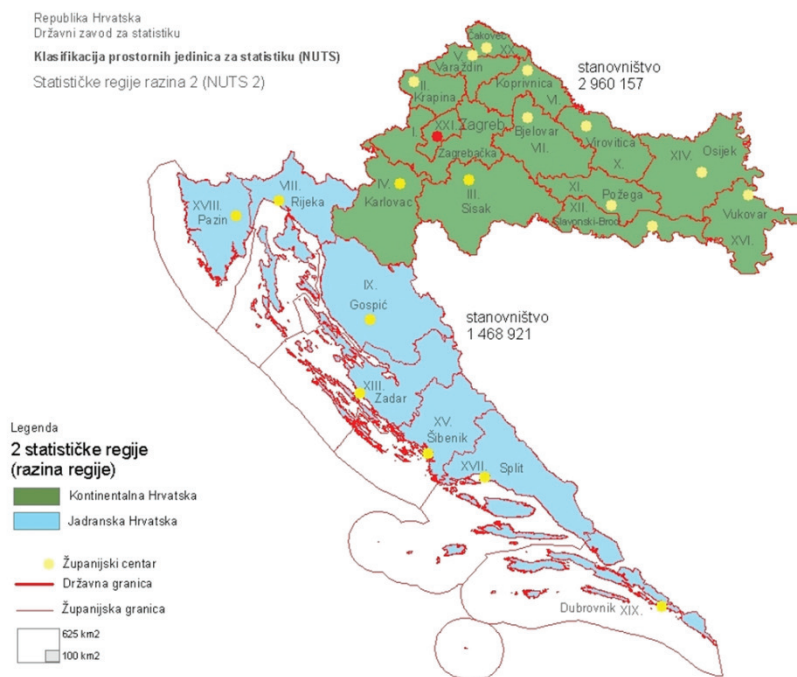 Republika Hrvatska
Državni zavod za statistiku
Klasifikacija prostornih jedinica za statistiku (NUTS)
Statističke regije razina 2 (NUTS 2)
stanovništvo
2 960 157
Čakovec
XX.
V.
Varaždin
II.
Krapina
Koprivnica
VI.
I.
XXI.
Zagreb
Zagrebačka
Bjelovar
VII.
Virovitica
X.
XIV.
Osijek
IV.
Karlovac
III.
Sisak
XI.
Požega
XII.
Slavonski-Brod
Vukovar
XVI.
XVIII.
Pazin
VIII.
Rijeka
IX.
Gospić
stanovništvo
1 468 921
XIII.
Zadar
XV.
Šibenik
XVII.
Split
Dubrovnik XIX.
Legenda
2 statističke regije
(razina regije)
Kontinentalna Hrvatska
Jadranska Hrvatska
Županijski centar
Državna granica
Županijska granica
625 km2
100 km2